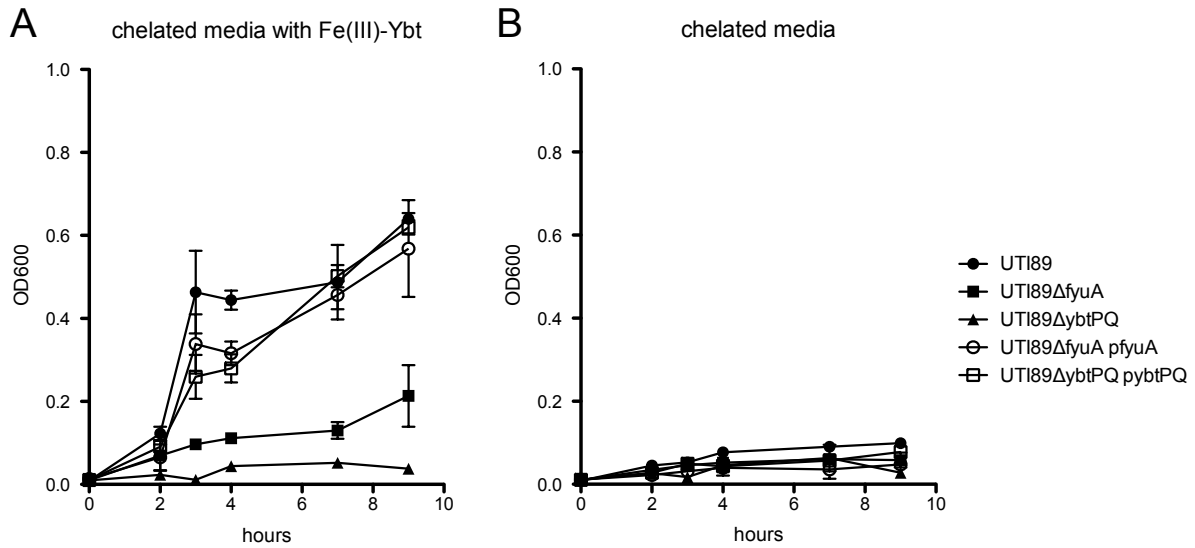 A
chelated media with Fe(III)-Ybt
1.0
0.8
0.6
0.4
0.2
0.0
OD600
0 2 4 6 8 10
hours
B
chelated media
1.0
0.8
0.6
0.4
0.2
0.0
OD600
0 2 4 6 8 10
hours
UTI89
UTI89ΔfyuA
UTI89ΔybtPQ
UTI89ΔfyuA pfyuA
UTI89ΔybtPQ pybtPQ